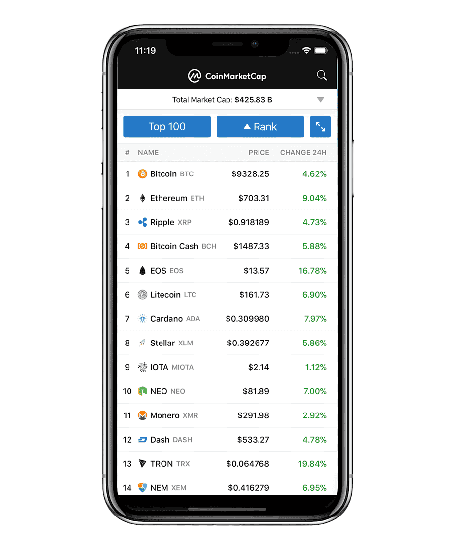 11:19
CoinMarketCap
Total Market Cap: $425.83 B
Top 100 Rank
# NAME PRICE CHANGE 24H
1 Bitcoin BTC $9328.25 4.62%
2 Ethereum ETH $703.31 9.04%
3 Ripple XRP $0.918189 4.73%
4 Bitcoin Cash BCH $1487.33 5.88%
5 EOS EOS $13.57 16.78%
6 Litecoin LTC $161.73 6.90%
7 Cardano ADA $0.309980 7.97%
8 Stellar XLM $0.392677 5.86%
9 IOTA MIOTA $2.14 1.12%
10 NEO NEO $81.89 7.00%
11 Monero XMR $291.98 2.92%
12 Dash DASH $533.27 4.78%
13 TRON TRX $0.064768 19.84%
14 NEM XEM $0.416279 6.95%